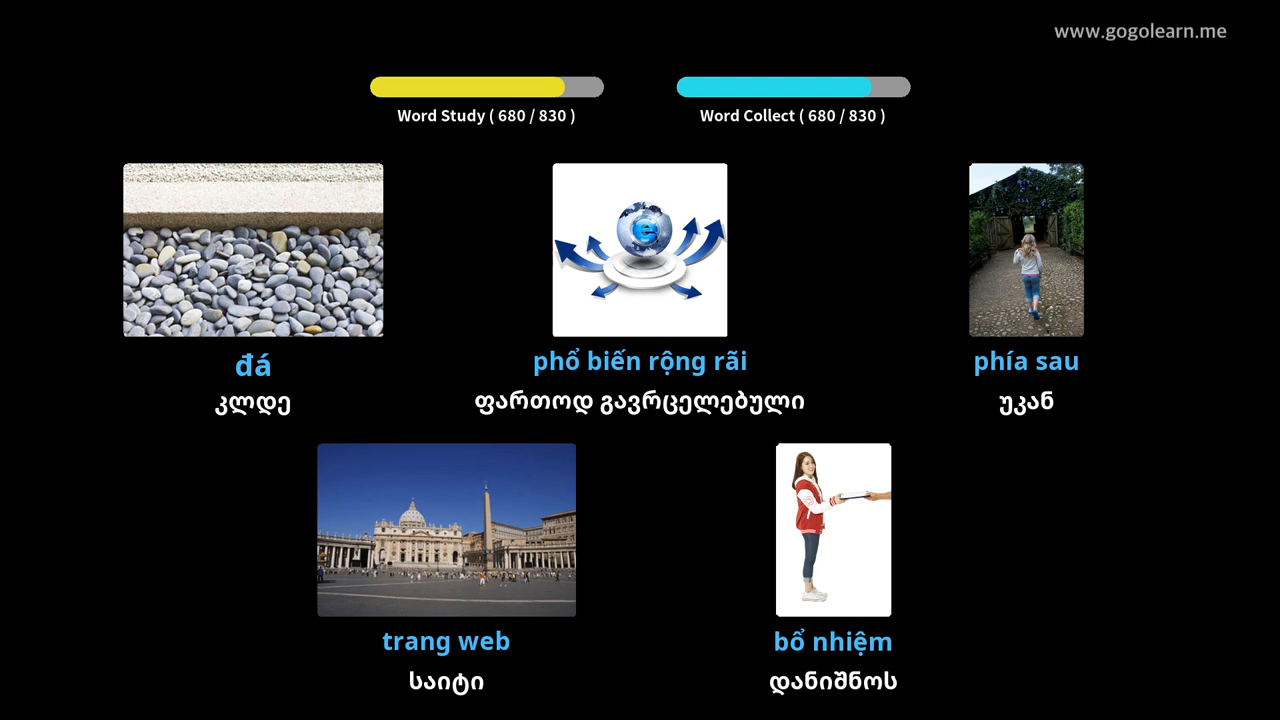 www.gogolearn.me
Word Study ( 680 / 830 )
Word Collect ( 680 / 830 )
đá
კლდე
phổ biến rộng rãi
ფართოდ გავრცელებული
phía sau
უკან
trang web
საიტი
bổ nhiệm
დანიშნოს